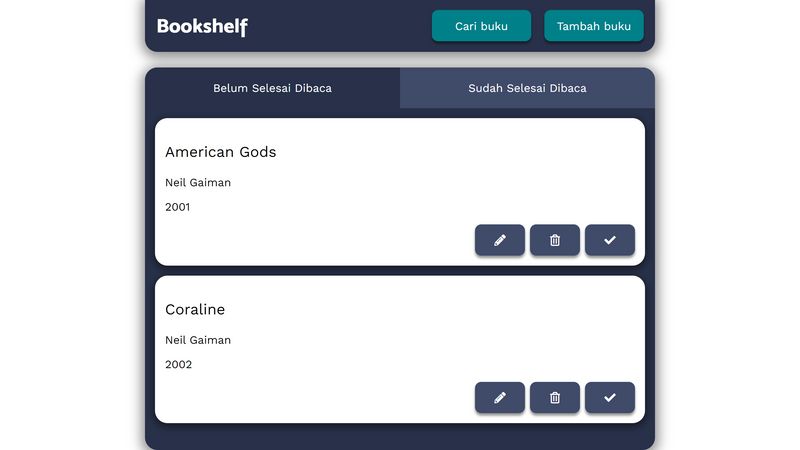 Bookshelf
Cari buku
Tambah buku
Belum Selesai Dibaca
Sudah Selesai Dibaca
American Gods
Neil Gaiman
2001
Coraline
Neil Gaiman
2002